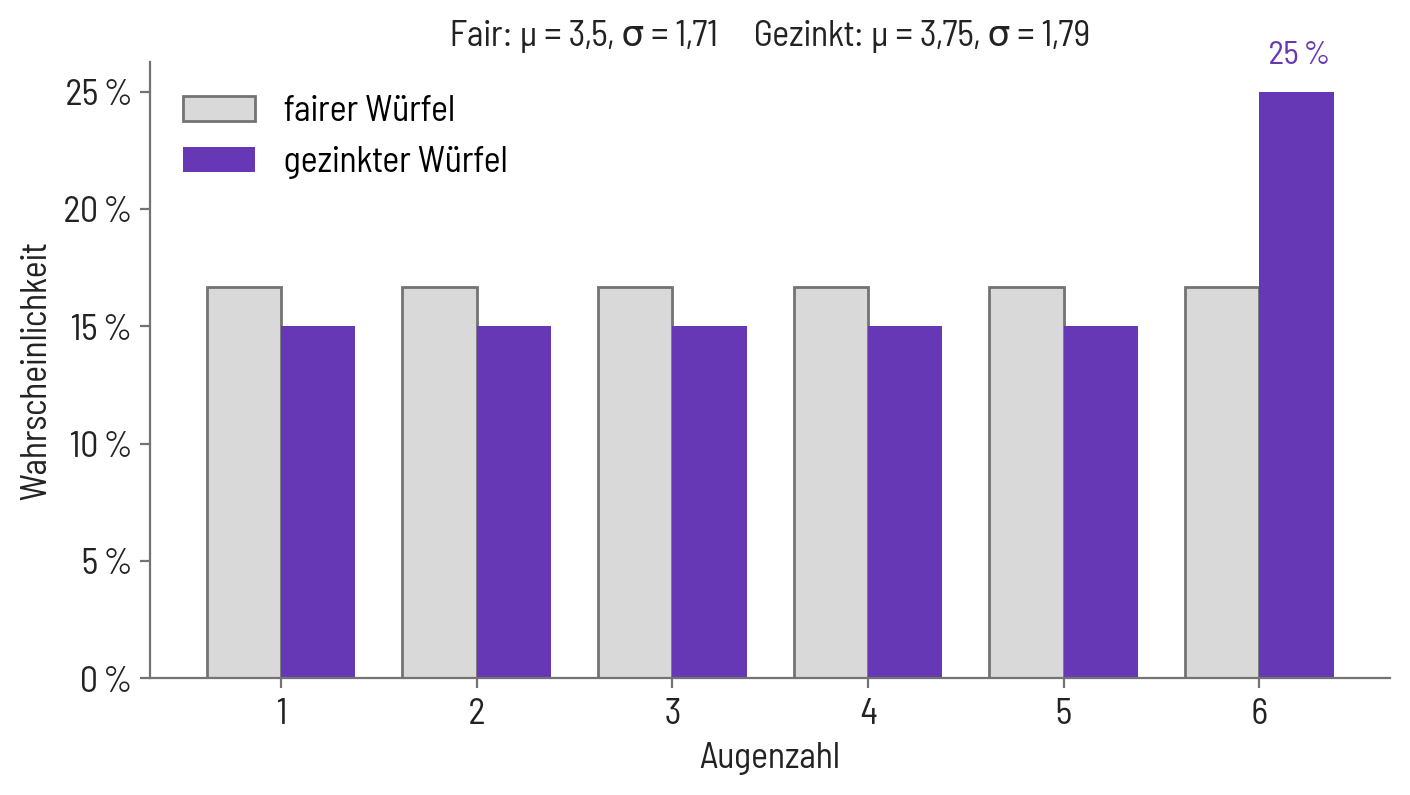 Fair: µ = 3,5, σ = 1,71 Gezinkt: µ = 3,75, σ = 1,79
25 %
fairer Würfel
gezinkter Würfel
Wahrscheinlichkeit
25 %
20 %
15 %
10 %
5 %
0 %
1 2 3 4 5 6
Augenzahl